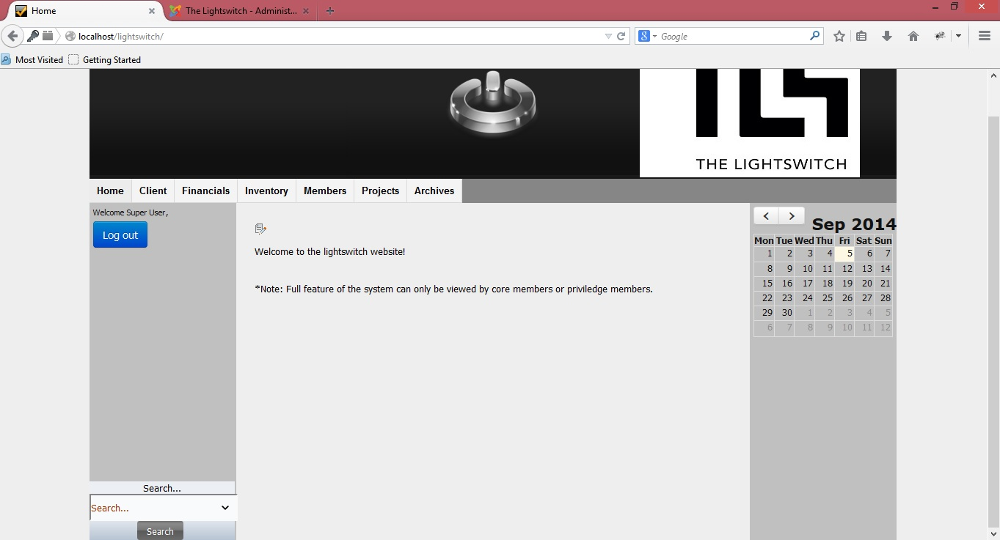 Home
The Lightswitch - Administ...
localhost/lightswitch/
Google
Most Visited
Getting Started
THE LIGHTSWITCH
Home Client Financials Inventory Members Projects Archives
Welcome Super User,
Log out
Welcome to the lightswitch website!
*Note: Full feature of the system can only be viewed by core members or priviledge members.
Sep 2014
Mon Tue Wed Thu Fri Sat Sun
1 2 3 4 5 6 7
8 9 10 11 12 13 14
15 16 17 18 19 20 21
22 23 24 25 26 27 28
29 30 1 2 3 4 5
6 7 8 9 10 11 12
Search...
Search...
Search